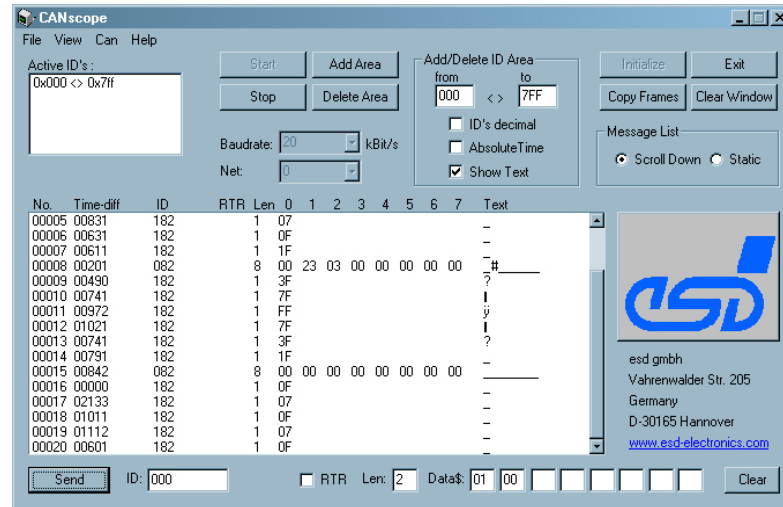 CANscope
File View Can Help
Active ID's :
0x000 <> 0x7ff
Start
Add Area
Stop
Delete Area
Baudrate: 20 kBit/s
Net: 0
Add/Delete ID Area
from to
000 < > 7FF
ID's decimal
AbsoluteTime
Show Text
Initialize
Exit
Copy Frames
Clear Window
Message List
Scroll Down Static
No. Time-diff ID RTR Len 0 1 2 3 4 5 6 7 Text
00005 00831 182 1 07 _
00006 00631 182 1 0F _
00007 00611 182 1 1F _
00008 00201 082 8 00 23 03 00 00 00 00 00 _#______
00009 00490 182 1 3F ?
00010 00741 182 1 7F ❙
00011 00972 182 1 FF ÿ
00012 01021 182 1 7F ❙
00013 00741 182 1 3F ?
00014 00791 182 1 1F _
00015 00842 082 8 00 00 00 00 00 00 00 00 ________
00016 00000 182 1 0F _
00017 02133 182 1 07 _
00018 01011 182 1 03 _
00019 01112 182 1 07 _
00020 00601 182 1 0F _
esd
esd gmbh
Vahrenwalder Str. 205
Germany
D-30165 Hannover
www.esd-electronics.com
Send ID: 000 RTR Len: 2 Data$: 01 00 Clear